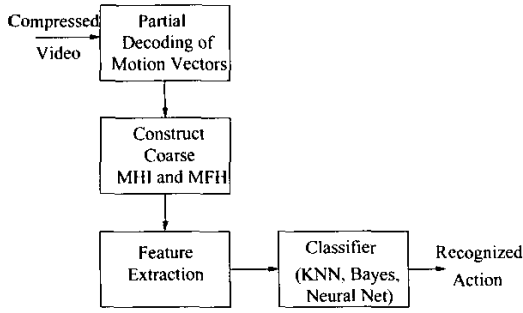 Compressed
Video
Partial
Decoding of
Motion Vectors
Construct
Coarse
MHI and MFH
Feature
Extraction
Classifier
(KNN, Bayes,
Neural Net)
Recognized
Action